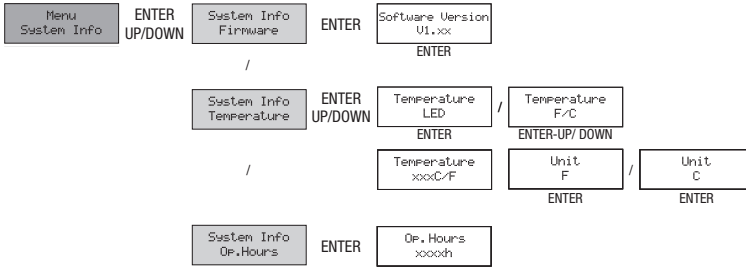 Menu
System Info
ENTER
UP/DOWN
System Info
Firmware
ENTER
Software Version
V1.xx
ENTER
/
System Info
Temperature
ENTER
UP/DOWN
Temperature
LED
ENTER
/
Temperature
F/C
ENTER-UP/ DOWN
/
Temperature
xxxC/F
Unit
F
ENTER
/
Unit
C
ENTER
System Info
Op.Hours
ENTER
Op.Hours
xxxxh